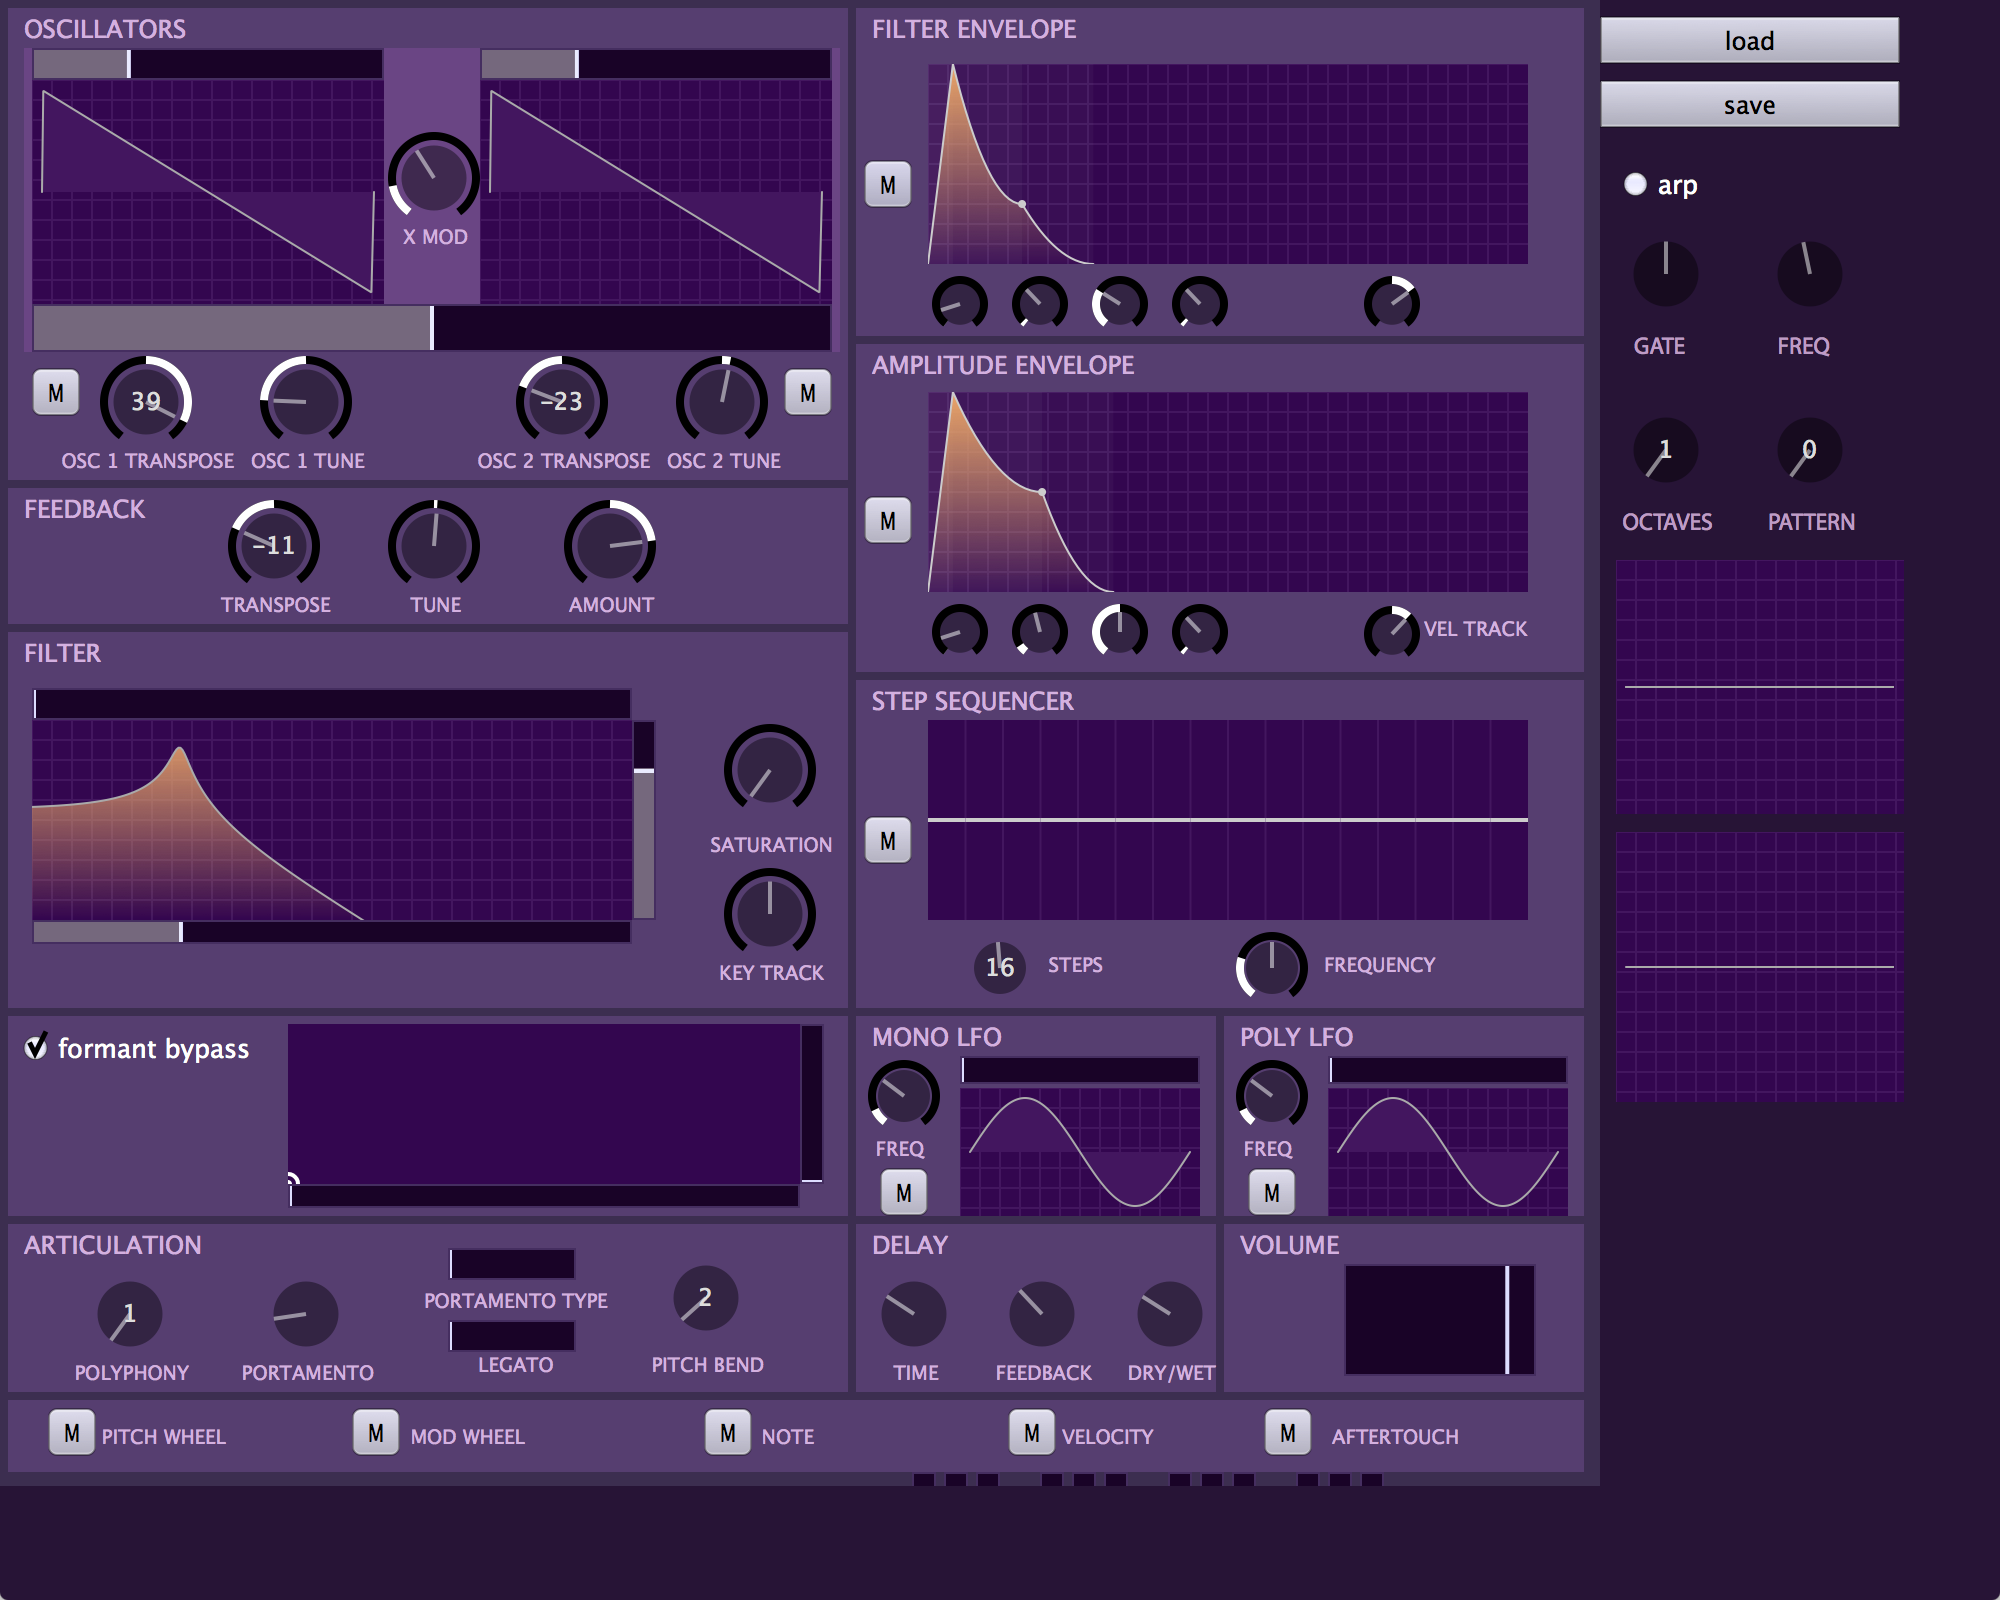 OSCILLATORS
X MOD
M
39
-23
M
OSC 1 TRANSPOSE OSC 1 TUNE OSC 2 TRANSPOSE OSC 2 TUNE
FEEDBACK
-11
TRANSPOSE TUNE AMOUNT
FILTER
SATURATION
KEY TRACK
formant bypass
ARTICULATION
1
2
PORTAMENTO TYPE
LEGATO
POLYPHONY PORTAMENTO PITCH BEND
FILTER ENVELOPE
M
AMPLITUDE ENVELOPE
M
VEL TRACK
STEP SEQUENCER
M
16 STEPS FREQUENCY
MONO LFO
FREQ
M
POLY LFO
FREQ
M
DELAY
TIME FEEDBACK DRY/WET
VOLUME
M PITCH WHEEL M MOD WHEEL M NOTE M VELOCITY M AFTERTOUCH
load
save
arp
GATE FREQ
1 0
OCTAVES PATTERN